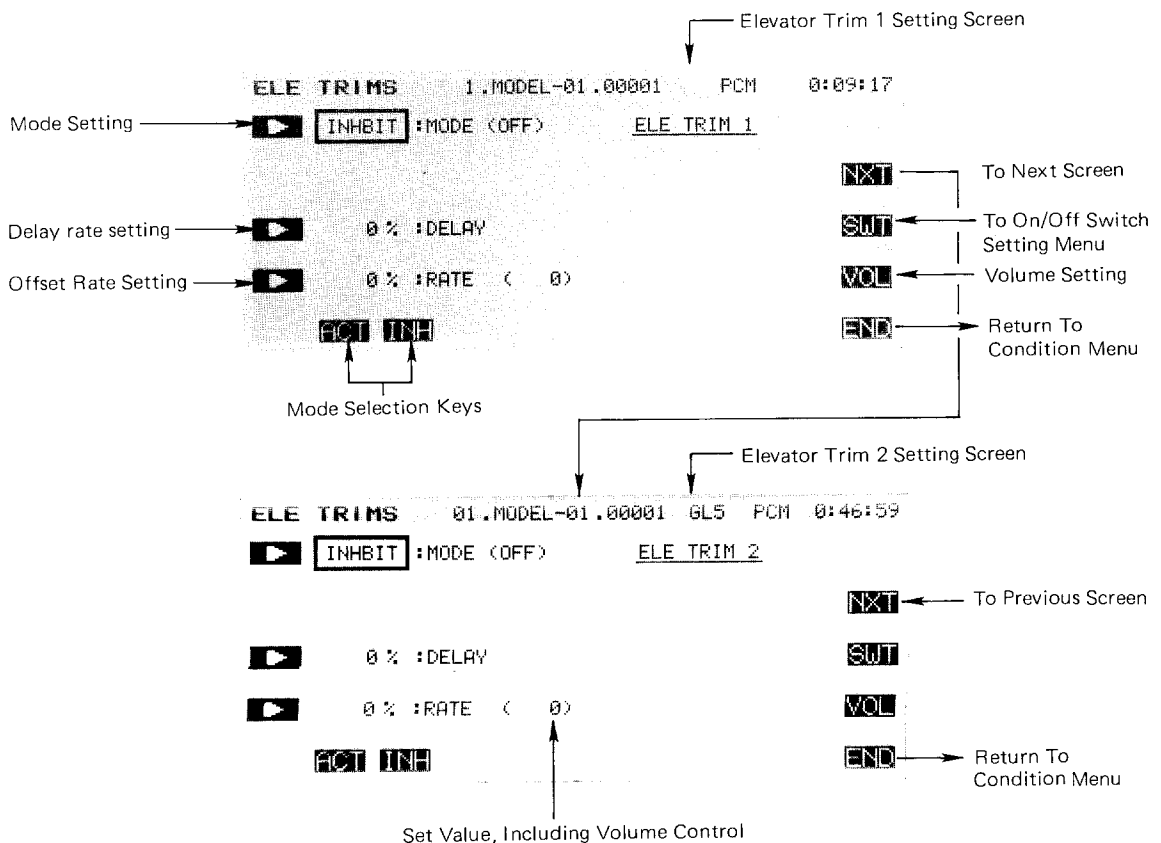 Elevator Trim 1 Setting Screen
ELE TRIMS 1.MODEL-01.00001 PCM 0:09:17
Mode Setting
INHBIT :MODE (OFF) ELE TRIM 1
NXT To Next Screen
Delay rate setting
0% :DELAY
SWT To On/Off Switch
Setting Menu
Offset Rate Setting
0% :RATE ( 0)
VOL Volume Setting
ACT INH
END Return To
Condition Menu
Mode Selection Keys
Elevator Trim 2 Setting Screen
ELE TRIMS 01.MODEL-01.00001 GL5 PCM 0:46:59
INHBIT :MODE (OFF) ELE TRIM 2
NXT To Previous Screen
0% :DELAY
SWT
0% :RATE ( 0)
VOL
ACT INH
END Return To
Condition Menu
Set Value, Including Volume Control